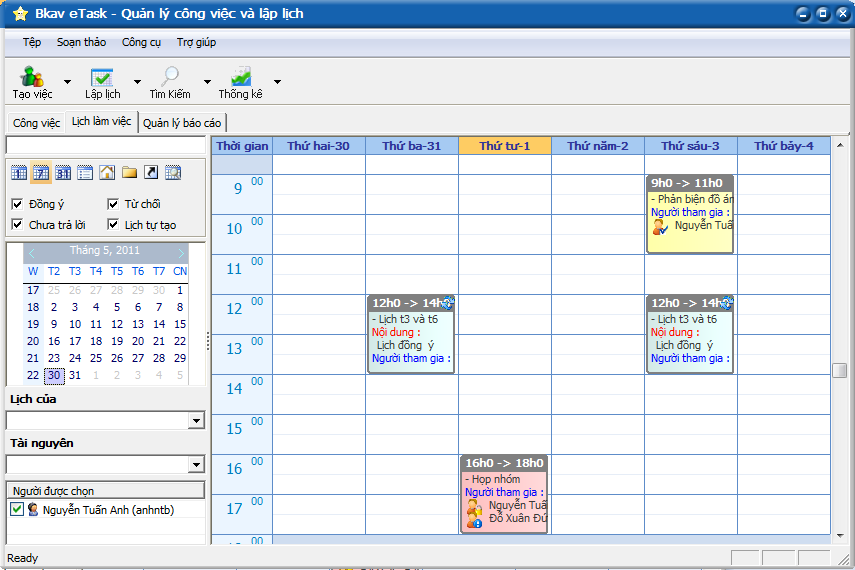 Bkav eTask - Quản lý công việc và lập lịch
Tệp Soạn thảo Công cụ Trợ giúp
Tạo việc Lập lịch Tìm Kiếm Thống kê
Công việc Lịch làm việc Quản lý báo cáo
1 7 31
Đồng ý Từ chối
Chưa trả lời Lịch tự tạo
Tháng 5, 2011
W T2 T3 T4 T5 T6 T7 CN
17 25 26 27 28 29 30 1
18 2 3 4 5 6 7 8
19 9 10 11 12 13 14 15
20 16 17 18 19 20 21 22
21 23 24 25 26 27 28 29
22 30 31 1 2 3 4 5
Lịch của
Tài nguyên
Người được chọn
Nguyễn Tuấn Anh (anhntb)
Thời gian Thứ hai-30 Thứ ba-31 Thứ tư-1 Thứ năm-2 Thứ sáu-3 Thứ bảy-4
9 00
10 00
11 00
12 00
13 00
14 00
15 00
16 00
17 00
00
12h0 -> 14h0
- Lịch t3 và t6
Nội dung :
Lịch đồng ý
Người tham gia :
16h0 -> 18h0
- Họp nhóm
Người tham gia :
Nguyễn Tuấ
Đỗ Xuân Đứ
9h0 -> 11h0
- Phản biện đồ án
Người tham gia :
Nguyễn Tuấ
12h0 -> 14h0
- Lịch t3 và t6
Nội dung :
Lịch đồng ý
Người tham gia :
Ready